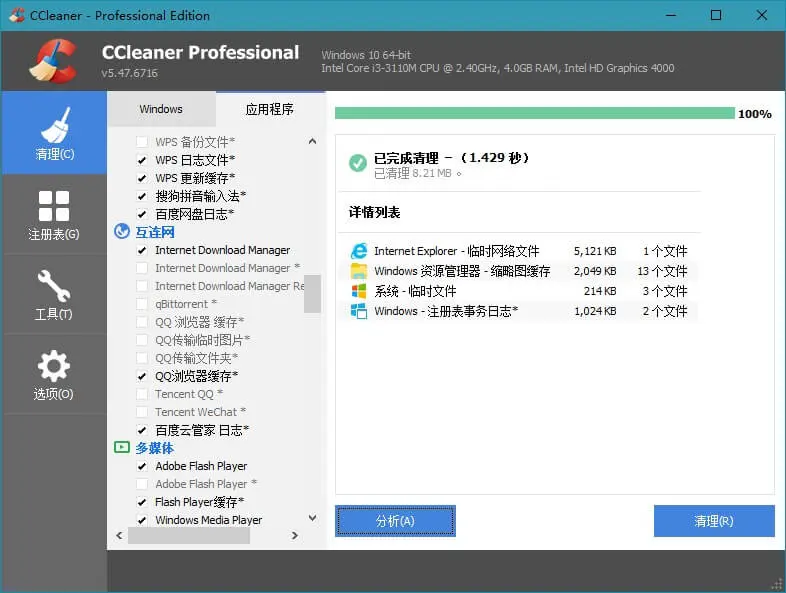 CCleaner - Professional Edition
CCleaner Professional
v5.47.6716
Windows 10 64-bit
Intel Core i3-3110M CPU @ 2.40GHz, 4.0GB RAM, Intel HD Graphics 4000
清理(C)
注册表(G)
工具(T)
选项(O)
Windows
应用程序
WPS 备份文件*
WPS 日志文件*
WPS 更新缓存*
搜狗拼音输入法*
百度网盘日志*
互连网
Internet Download Manager
Internet Download Manager *
Internet Download Manager Re
qBittorrent *
QQ 浏览器 缓存*
QQ传输临时图片*
QQ传输文件夹*
QQ浏览器缓存*
Tencent QQ *
Tencent WeChat *
百度云管家 日志*
多媒体
Adobe Flash Player
Adobe Flash Player *
Flash Player缓存*
Windows Media Player
100%
已完成清理 - （1.429 秒）
已清理 8.21 MB。
详情列表
Internet Explorer - 临时网络文件 5,121 KB 1 个文件
Windows 资源管理器 - 缩略图缓存 2,049 KB 13 个文件
系统 - 临时文件 214 KB 3 个文件
Windows - 注册表事务日志* 1,024 KB 2 个文件
分析(A)
清理(R)